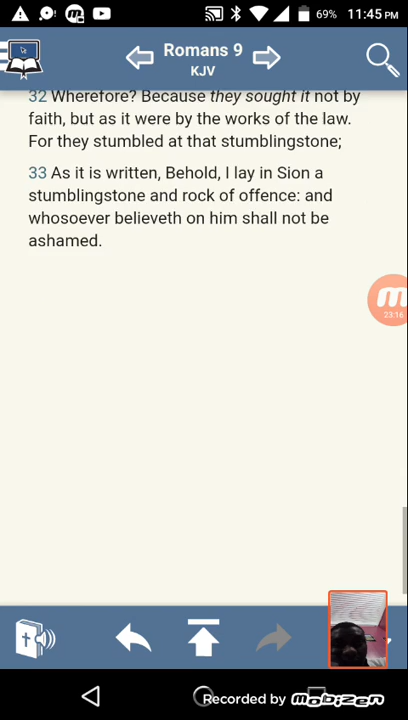 69% 11:45 PM
Romans 9
KJV
32 Wherefore? Because they sought it not by
faith, but as it were by the works of the law.
For they stumbled at that stumblingstone;
33 As it is written, Behold, I lay in Sion a
stumblingstone and rock of offence: and
whosoever believeth on him shall not be
ashamed.
m
23:16
Recorded by mobizen